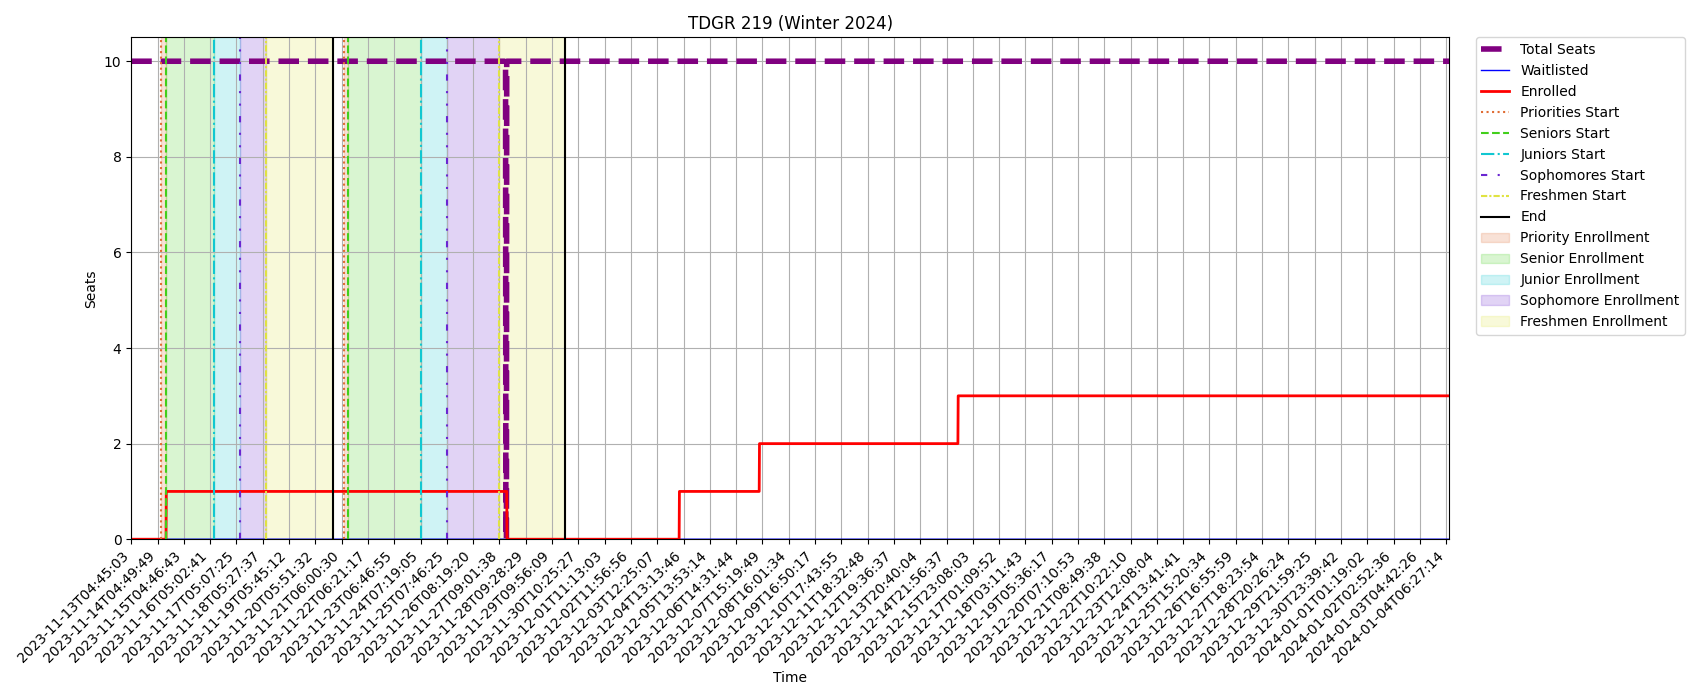 TDGR 219 (Winter 2024)
Total Seats
Waitlisted
Enrolled
Priorities Start
Seniors Start
Juniors Start
Sophomores Start
Freshmen Start
End
Priority Enrollment
Senior Enrollment
Junior Enrollment
Sophomore Enrollment
Freshmen Enrollment
Seats
10
8
6
4
2
0
2023-11-13T04:45:03
2023-11-14T04:49:49
2023-11-15T04:46:43
2023-11-16T05:02:41
2023-11-17T05:07:25
2023-11-18T05:27:37
2023-11-19T05:45:12
2023-11-20T05:51:32
2023-11-21T06:00:30
2023-11-22T06:21:17
2023-11-23T06:46:55
2023-11-24T07:19:05
2023-11-25T07:46:25
2023-11-26T08:19:20
2023-11-27T09:01:38
2023-11-28T09:28:29
2023-11-29T09:56:09
2023-11-30T10:25:27
2023-12-01T11:13:03
2023-12-02T11:56:56
2023-12-03T12:25:07
2023-12-04T13:13:46
2023-12-05T13:53:14
2023-12-06T14:31:44
2023-12-07T15:19:49
2023-12-08T16:01:34
2023-12-09T16:50:17
2023-12-10T17:43:55
2023-12-11T18:32:48
2023-12-12T19:36:37
2023-12-13T20:40:04
2023-12-14T21:56:37
2023-12-15T23:08:03
2023-12-17T01:09:52
2023-12-18T03:11:43
2023-12-19T05:36:17
2023-12-20T07:10:53
2023-12-21T08:49:38
2023-12-22T10:22:10
2023-12-23T12:08:04
2023-12-24T13:41:41
2023-12-25T15:20:34
2023-12-26T16:55:59
2023-12-27T18:23:54
2023-12-28T20:26:24
2023-12-29T21:59:25
2023-12-30T23:39:42
2024-01-01T01:19:02
2024-01-02T02:52:36
2024-01-03T04:42:26
2024-01-04T06:27:14
Time